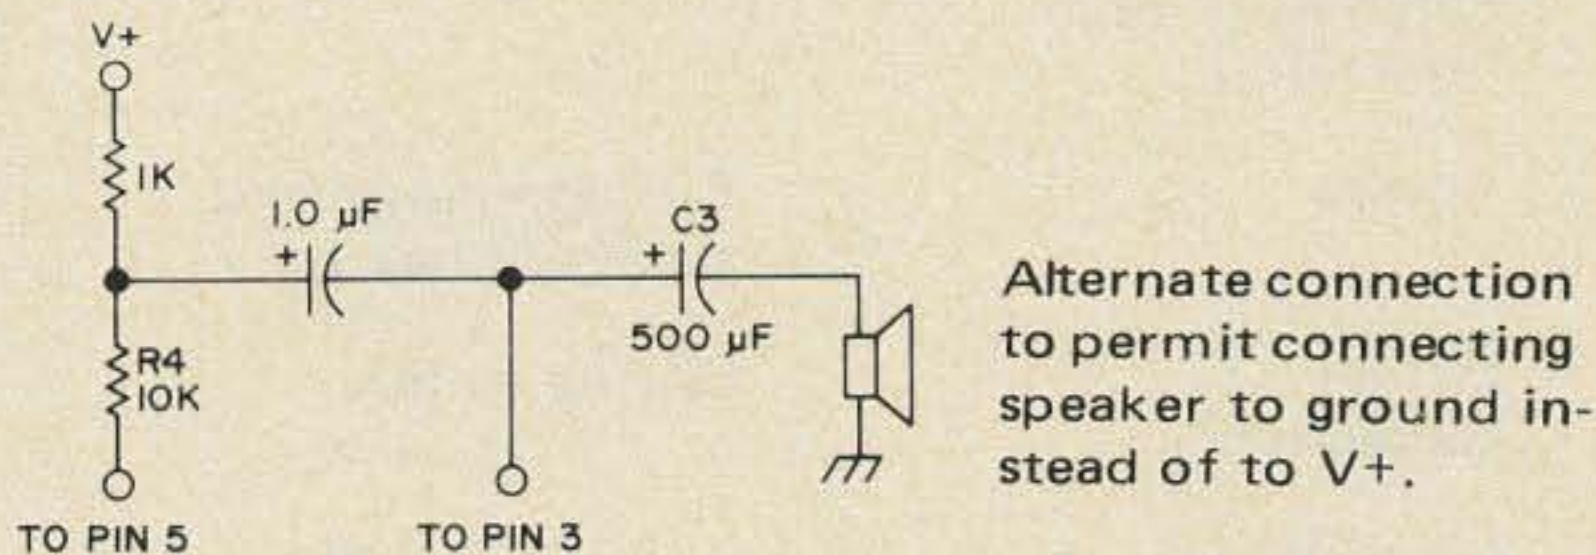 V+
1K
1.0 µF
+
C3
+
500 µF
R4
10K
TO PIN 5
TO PIN 3
Alternate connection
to permit connecting
speaker to ground in-
stead of to V+.